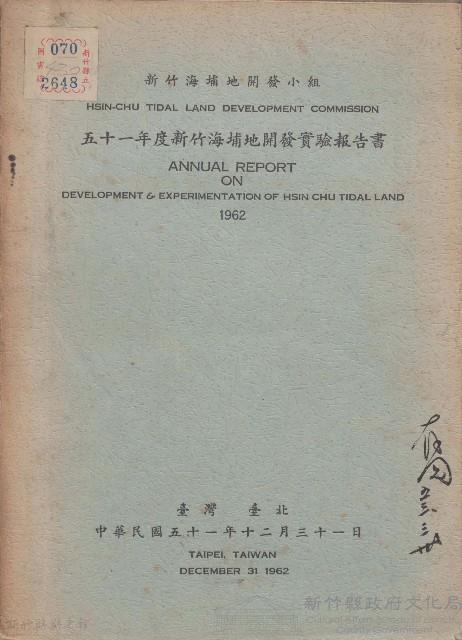 070
2648
新竹海埔地開發小組
HSIN-CHU TIDAL LAND DEVELOPMENT COMMISSION
五十一年度新竹海埔地開發實驗報告書
ANNUAL REPORT
ON
DEVELOPMENT & EXPERIMENTATION OF HSIN CHU TIDAL LAND
1962
臺灣 臺北
中華民國五十一年十二月三十一日
TAIPEI, TAIWAN
DECEMBER 31 1962
新竹縣政府文化局